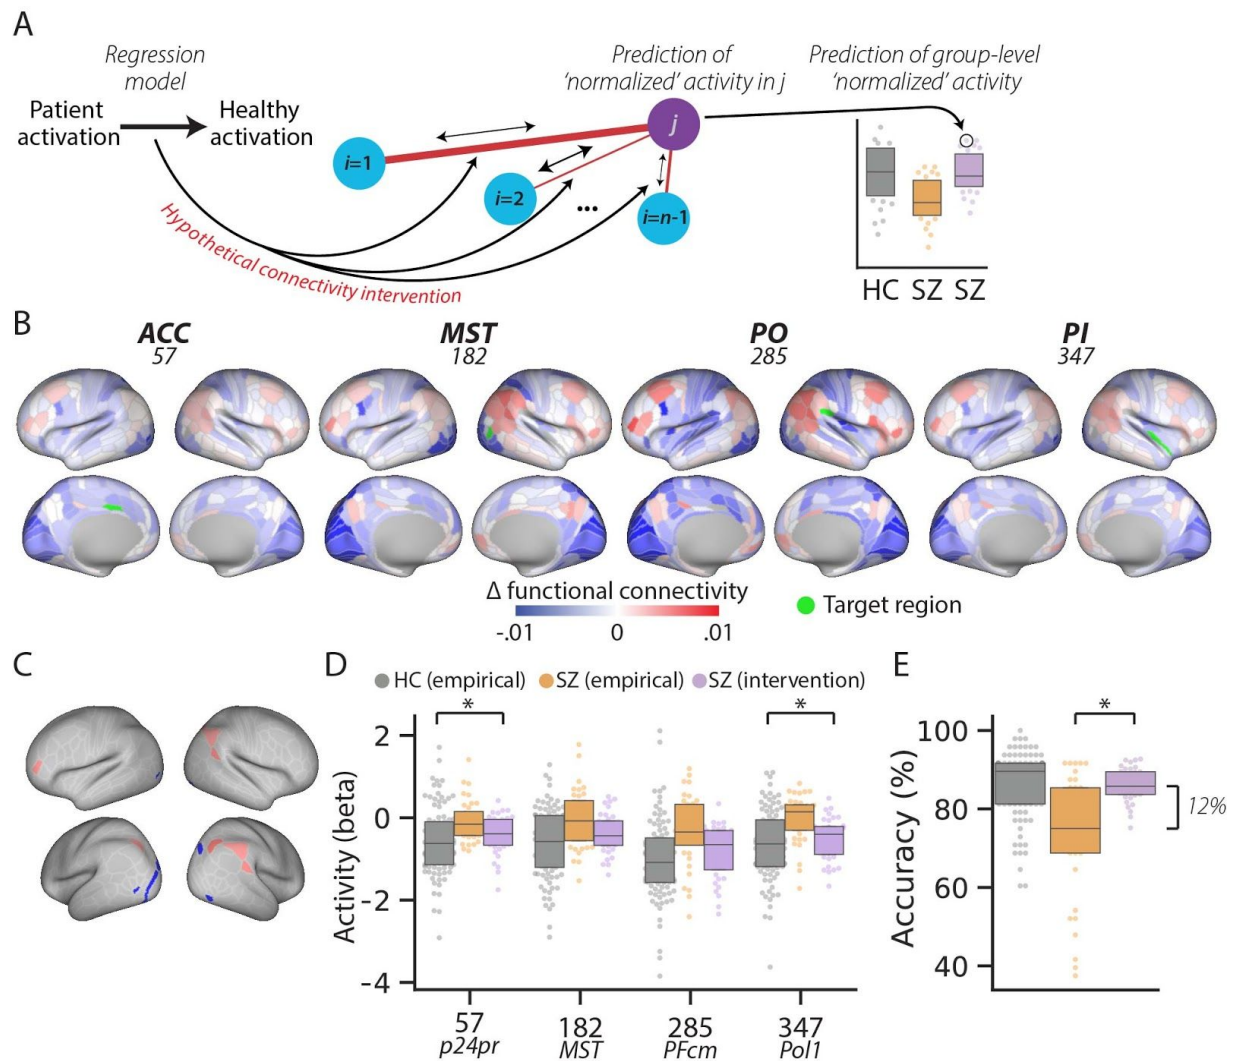 A
Regression
model
Patient
activation
Healthy
activation
Prediction of
‘normalized’ activity in j
Prediction of group-level
‘normalized’ activity
i=1
i=2
...
i=n-1
j
Hypothetical connectivity intervention
HC SZ SZ
B
ACC
57
MST
182
PO
285
PI
347
Δ functional connectivity
-.01 0 .01
Target region
C
D
HC (empirical) SZ (empirical) SZ (intervention)
* *
Activity (beta)
2
0
-2
-4
57 182 285 347
p24pr MST PFcm Pol1
E
*
Accuracy (%)
100
80
60
40
12%